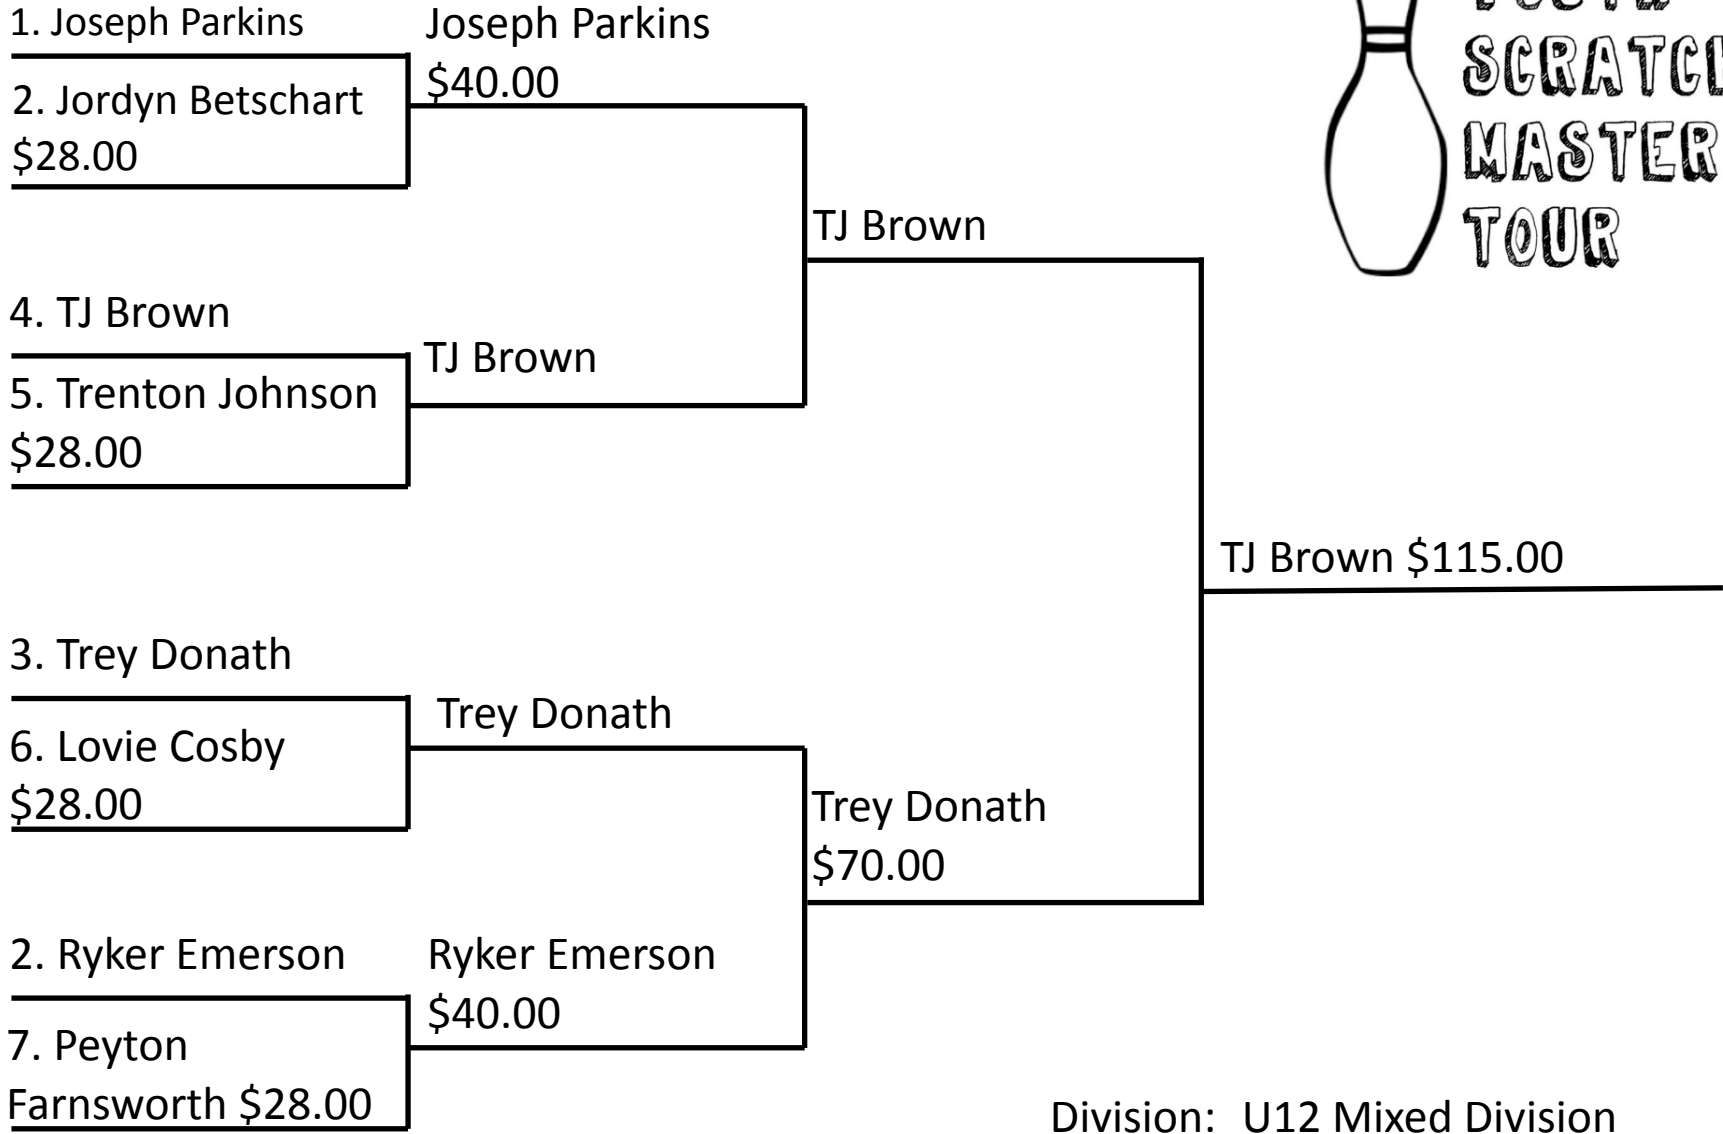 1. Joseph Parkins
2. Jordyn Betschart
$28.00
4. TJ Brown
5. Trenton Johnson
$28.00
3. Trey Donath
6. Lovie Cosby
$28.00
2. Ryker Emerson
7. Peyton
Farnsworth $28.00
Joseph Parkins
$40.00
TJ Brown
Trey Donath
Ryker Emerson
$40.00
TJ Brown
Trey Donath
$70.00
TJ Brown $115.00
MASTER
TOUR
Division: U12 Mixed Division